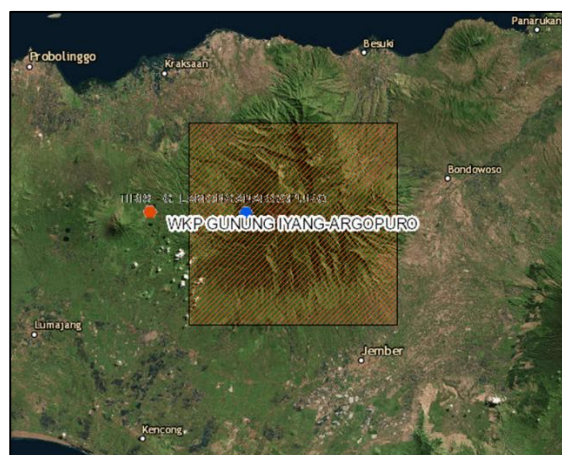 Panarukan
Besuki
Probolinggo
Kraksaan
Bondowoso
WKP GUNUNG IYANG-ARGOPURO
Lumajang
Jember
Kencong